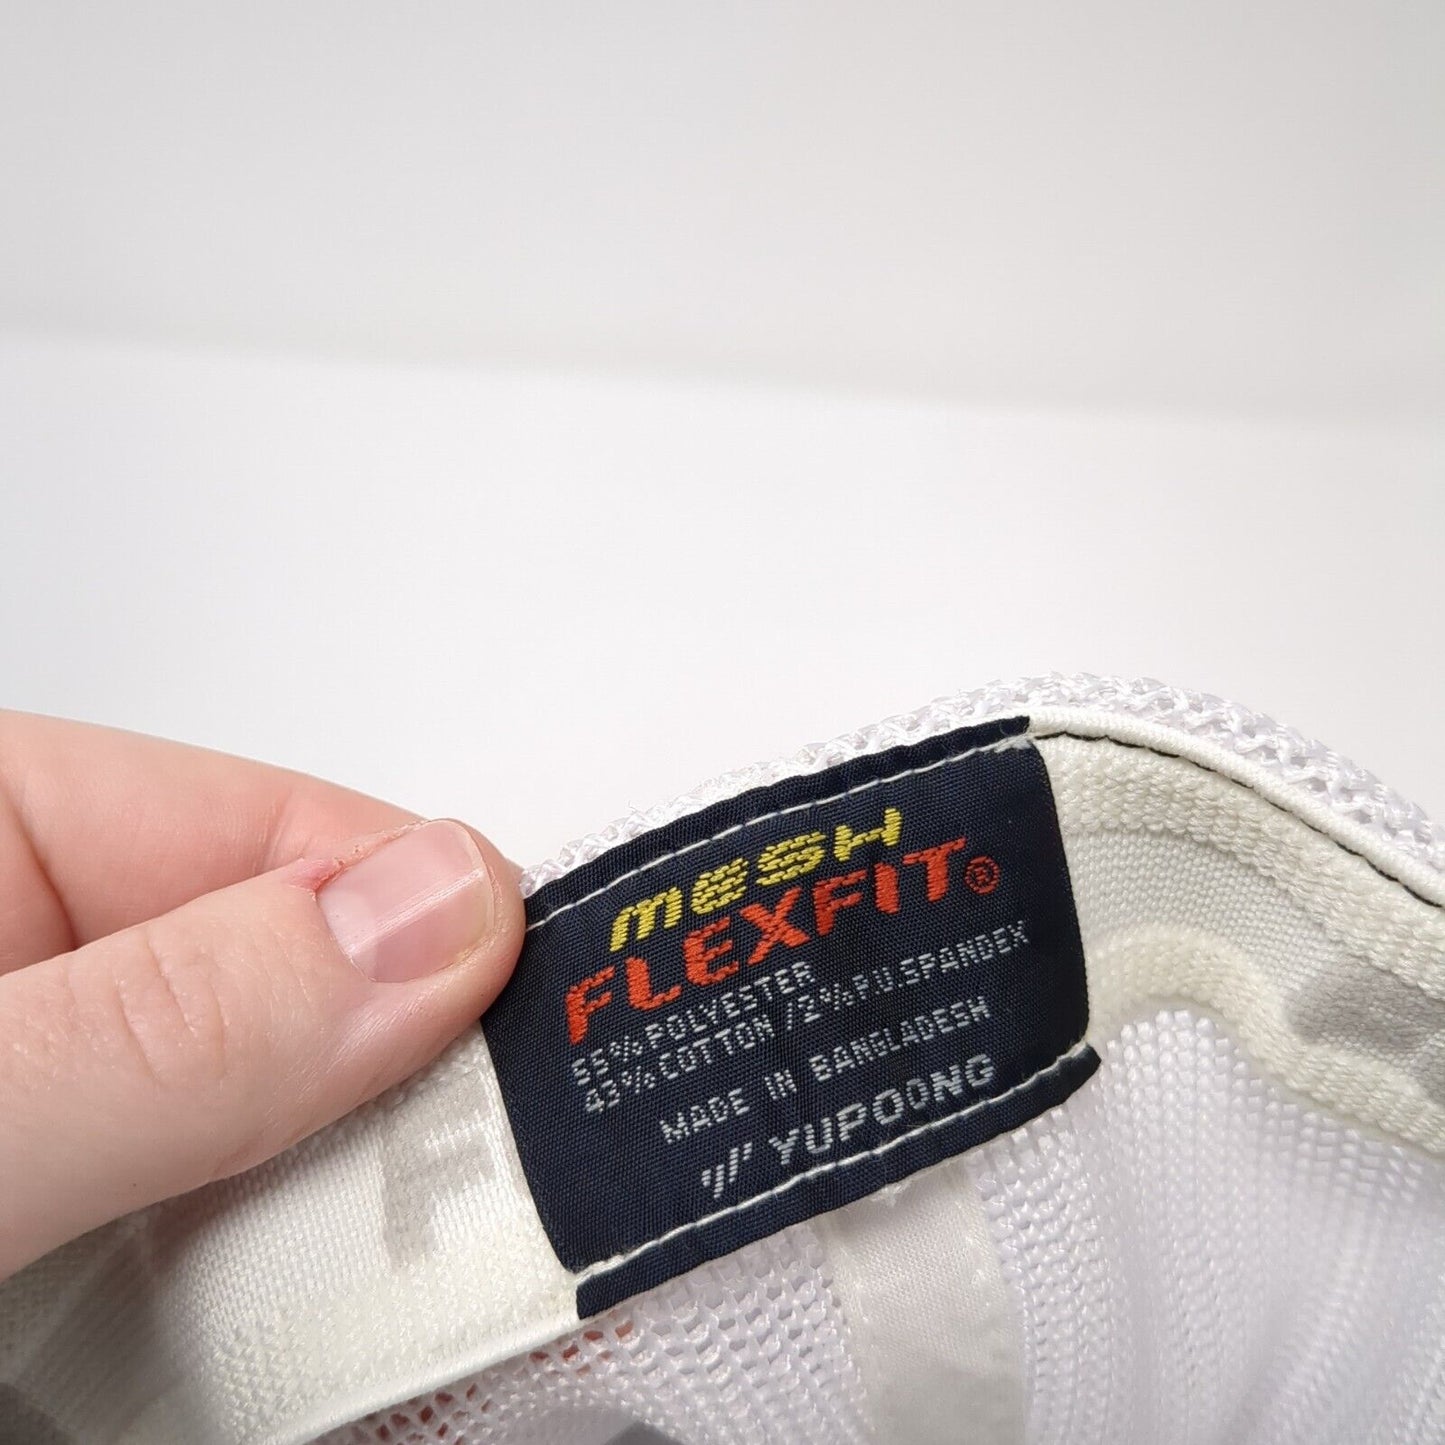 MESH
FLEXFIT®
55% POLYESTER
43% COTTON / 2% P.U.SPANDEX
MADE IN BANGLADESH
YUPOONG